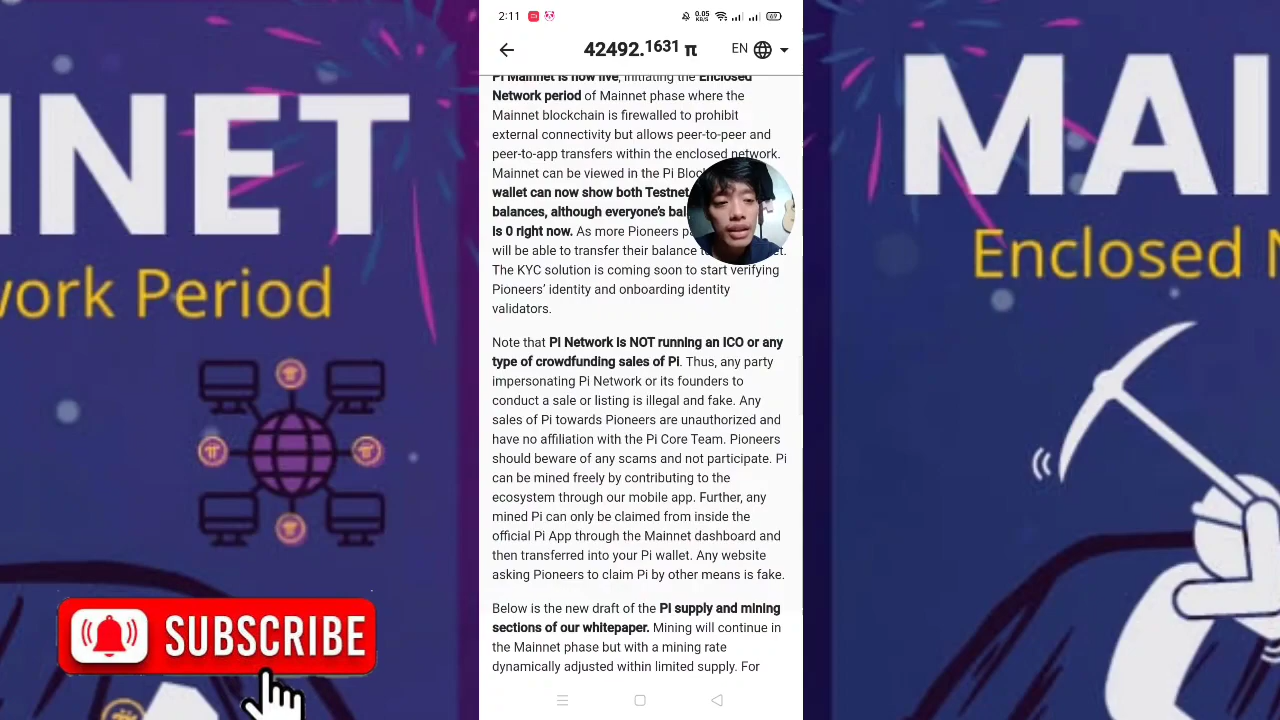 2:11
0.05
KB/S
69
42492.1631 π
EN
Pi Mainnet is now live, initiating the Enclosed
Network period of Mainnet phase where the
Mainnet blockchain is firewalled to prohibit
external connectivity but allows peer-to-peer and
peer-to-app transfers within the enclosed network.
Mainnet can be viewed in the Pi
wallet can now show both Testnet
balances, although everyone's
is 0 right now. As more Pioneers
will be able to transfer their balance
The KYC solution is coming soon to start verifying
Pioneers' identity and onboarding identity
validators.
Note that Pi Network is NOT running an ICO or any
type of crowdfunding sales of Pi. Thus, any party
impersonating Pi Network or its founders to
conduct a sale or listing is illegal and fake. Any
sales of Pi towards Pioneers are unauthorized and
have no affiliation with the Pi Core Team. Pioneers
should beware of any scams and not participate. Pi
can be mined freely by contributing to the
ecosystem through our mobile app. Further, any
mined Pi can only be claimed from inside the
official Pi App through the Mainnet dashboard and
then transferred into your Pi wallet. Any website
asking Pioneers to claim Pi by other means is fake.
Below is the new draft of the Pi supply and mining
sections of our whitepaper. Mining will continue in
the Mainnet phase but with a mining rate
dynamically adjusted within limited supply. For
NNET
work Period
SUBSCRIBE
MAI
Enclosed N